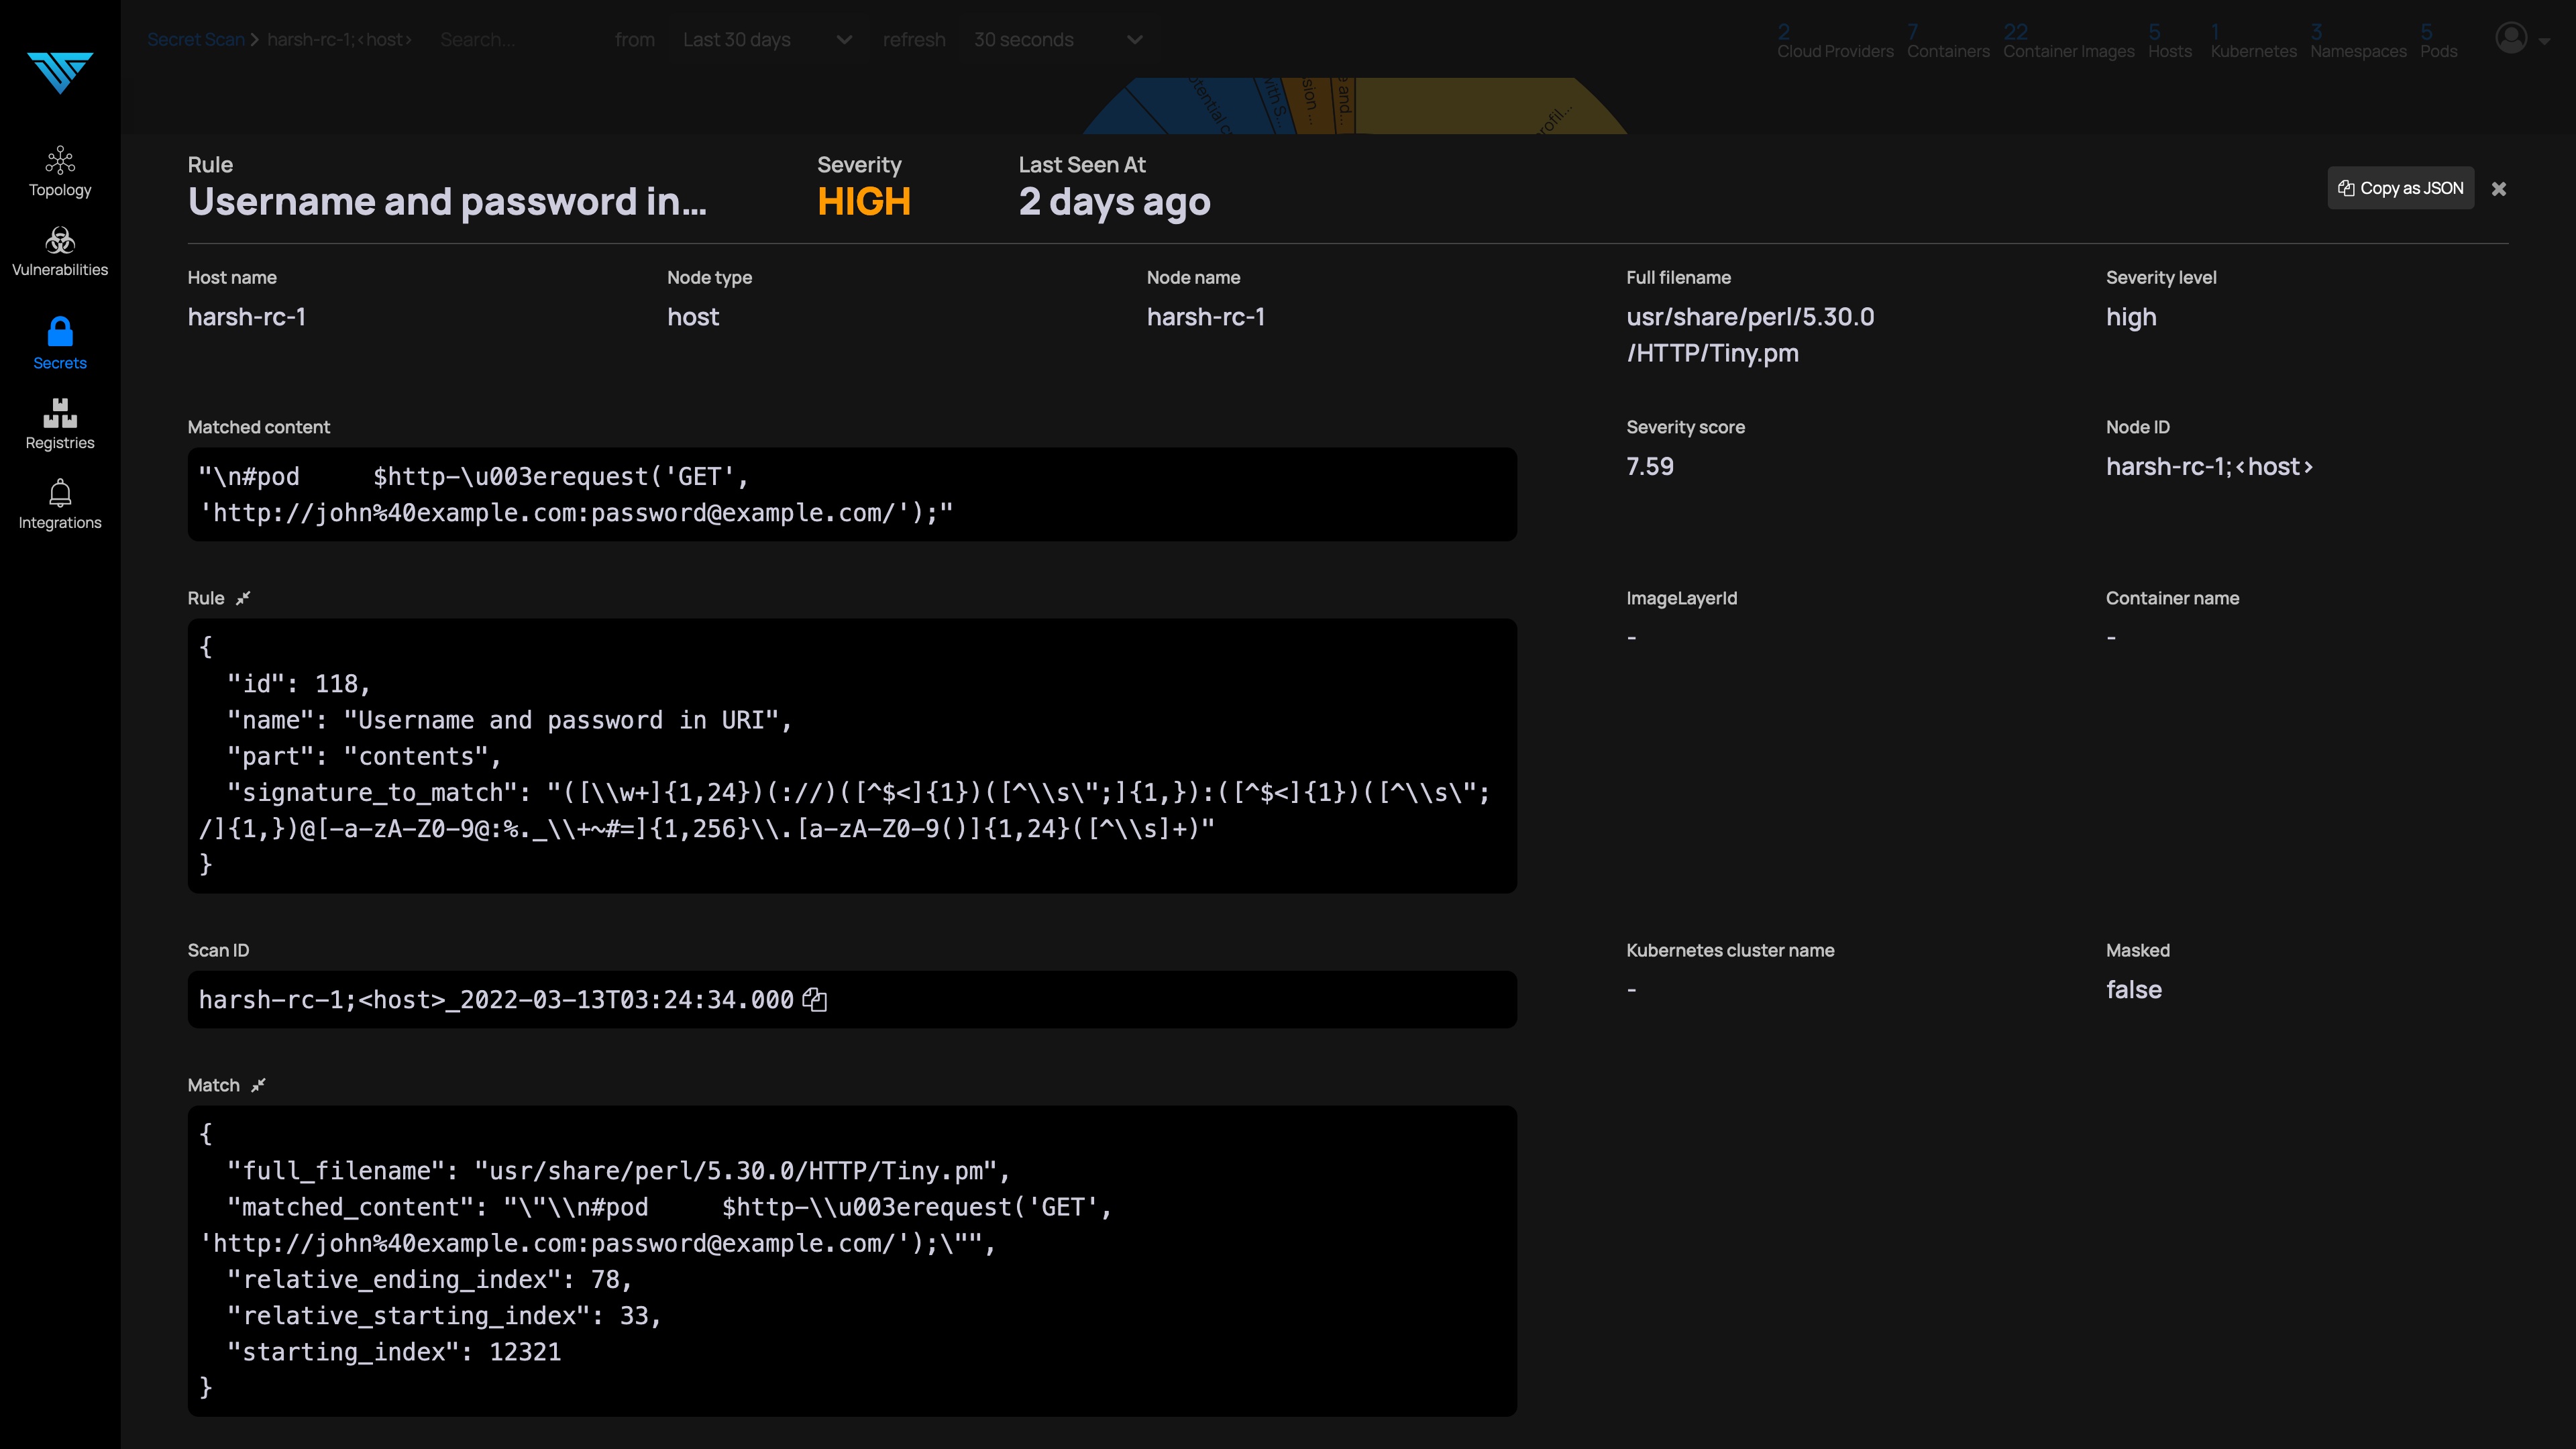 Secret Scan > harsh-rc-1;<host> Search... from Last 30 days refresh 30 seconds
2 Cloud Providers 7 Containers 22 Container Images 5 Hosts 1 Kubernetes 3 Namespaces 5 Pods
Topology
Vulnerabilities
Secrets
Registries
Integrations
with S...
sion ...
and...
rofil...
Rule
Username and password in...
Severity
HIGH
Last Seen At
2 days ago
Copy as JSON
Host name
harsh-rc-1
Node type
host
Node name
harsh-rc-1
Full filename
usr/share/perl/5.30.0
/HTTP/Tiny.pm
Severity level
high
Matched content
"\n#pod     $http-\u003erequest('GET',
'http://john%40example.com:password@example.com/');"
Severity score
7.59
Node ID
harsh-rc-1;<host>
Rule
{
  "id": 118,
  "name": "Username and password in URI",
  "part": "contents",
  "signature_to_match": "([\\w+]{1,24})(://)([^$<]{1})([^\\s\";]{1,}):([^$<]{1})([^\\s\";
/]{1,})@[-a-zA-Z0-9@:%._\\+~#=]{1,256}\\.[a-zA-Z0-9()]{1,24}([^\\s]+)"
}
ImageLayerId
-
Container name
-
Scan ID
harsh-rc-1;<host>_2022-03-13T03:24:34.000
Kubernetes cluster name
-
Masked
false
Match
{
  "full_filename": "usr/share/perl/5.30.0/HTTP/Tiny.pm",
  "matched_content": "\"\\n#pod     $http-\\u003erequest('GET',
'http://john%40example.com:password@example.com/');\"",
  "relative_ending_index": 78,
  "relative_starting_index": 33,
  "starting_index": 12321
}